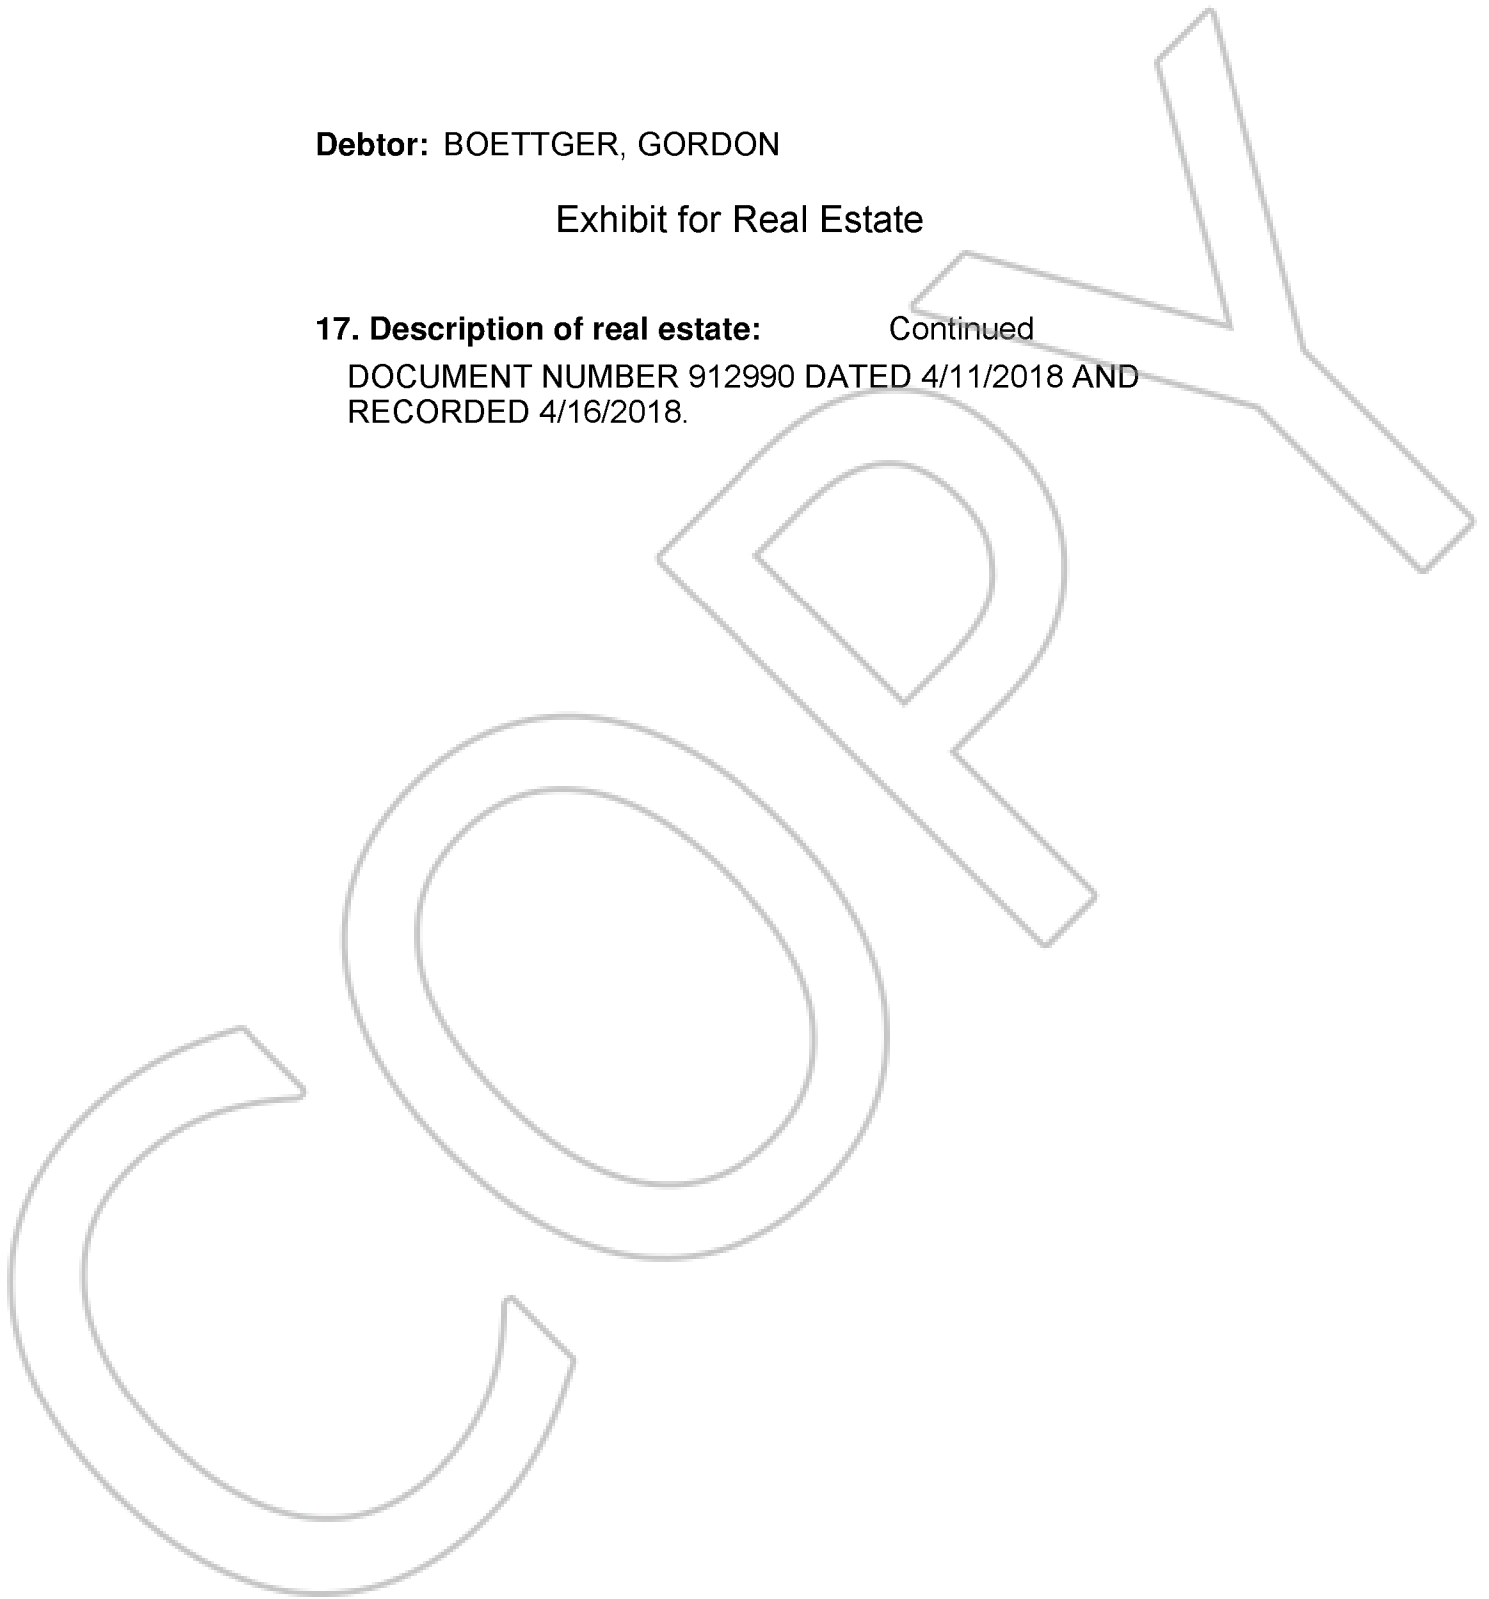 Debtor: BOETTGER, GORDON
Exhibit for Real Estate
17. Description of real estate: Continued
DOCUMENT NUMBER 912990 DATED 4/11/2018 AND
RECORDED 4/16/2018.
COPY